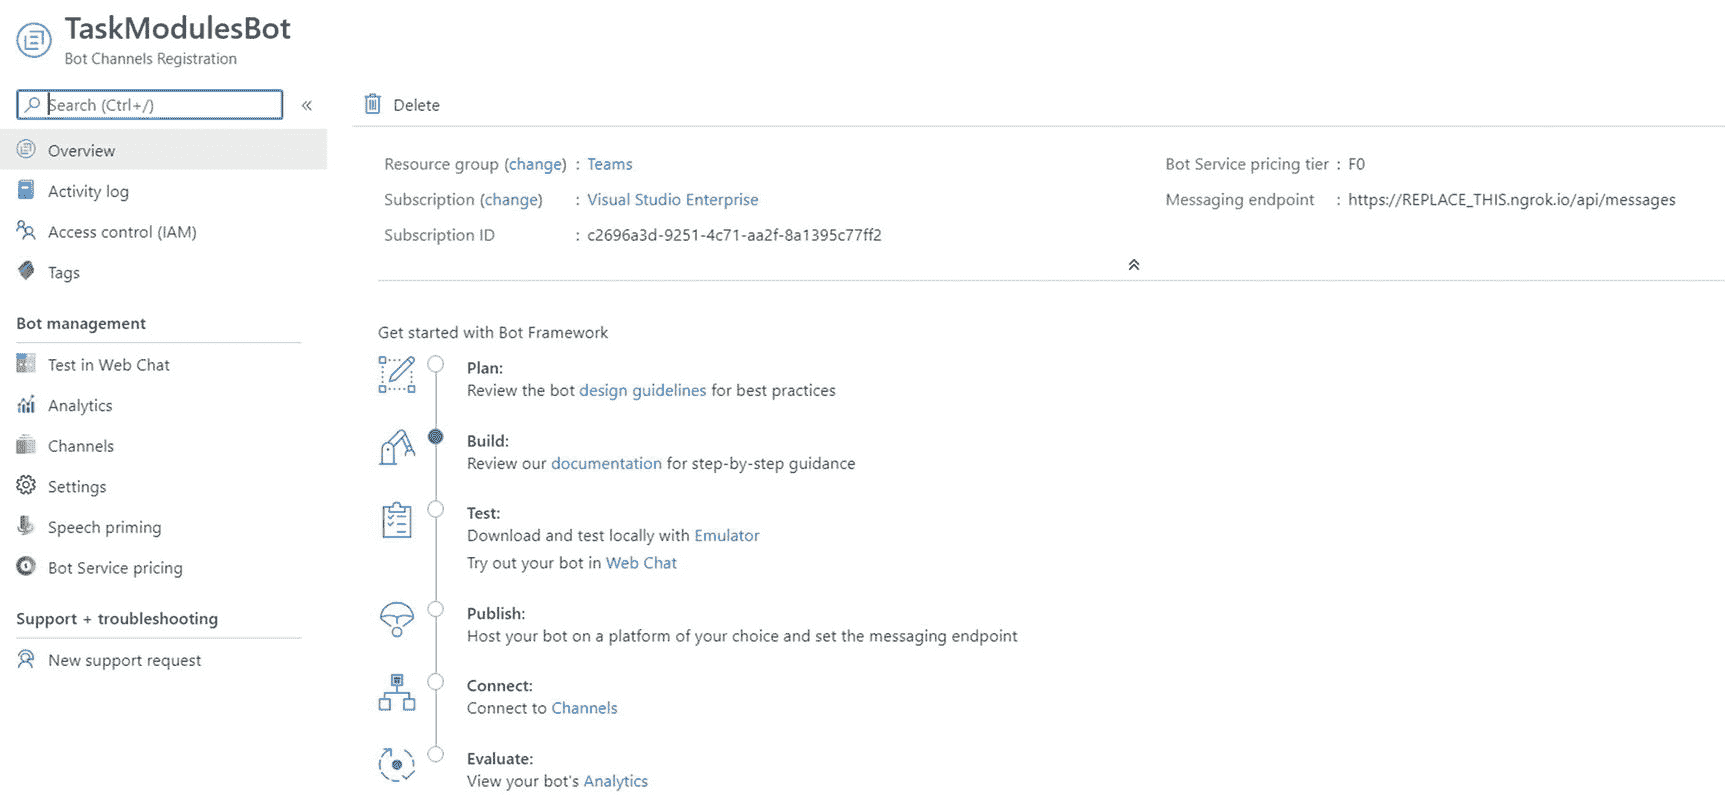 TaskModulesBot
Bot Channels Registration
Search (Ctrl+/)
«
Overview
Activity log
Access control (IAM)
Tags
Bot management
Test in Web Chat
Analytics
Channels
Settings
Speech priming
Bot Service pricing
Support + troubleshooting
New support request
Delete
Resource group (change) : Teams
Subscription (change) : Visual Studio Enterprise
Subscription ID : c2696a3d-9251-4c71-aa2f-8a1395c77ff2
Bot Service pricing tier : F0
Messaging endpoint : https://REPLACE_THIS.ngrok.io/api/messages
Get started with Bot Framework
Plan:
Review the bot design guidelines for best practices
Build:
Review our documentation for step-by-step guidance
Test:
Download and test locally with Emulator
Try out your bot in Web Chat
Publish:
Host your bot on a platform of your choice and set the messaging endpoint
Connect:
Connect to Channels
Evaluate:
View your bot's Analytics